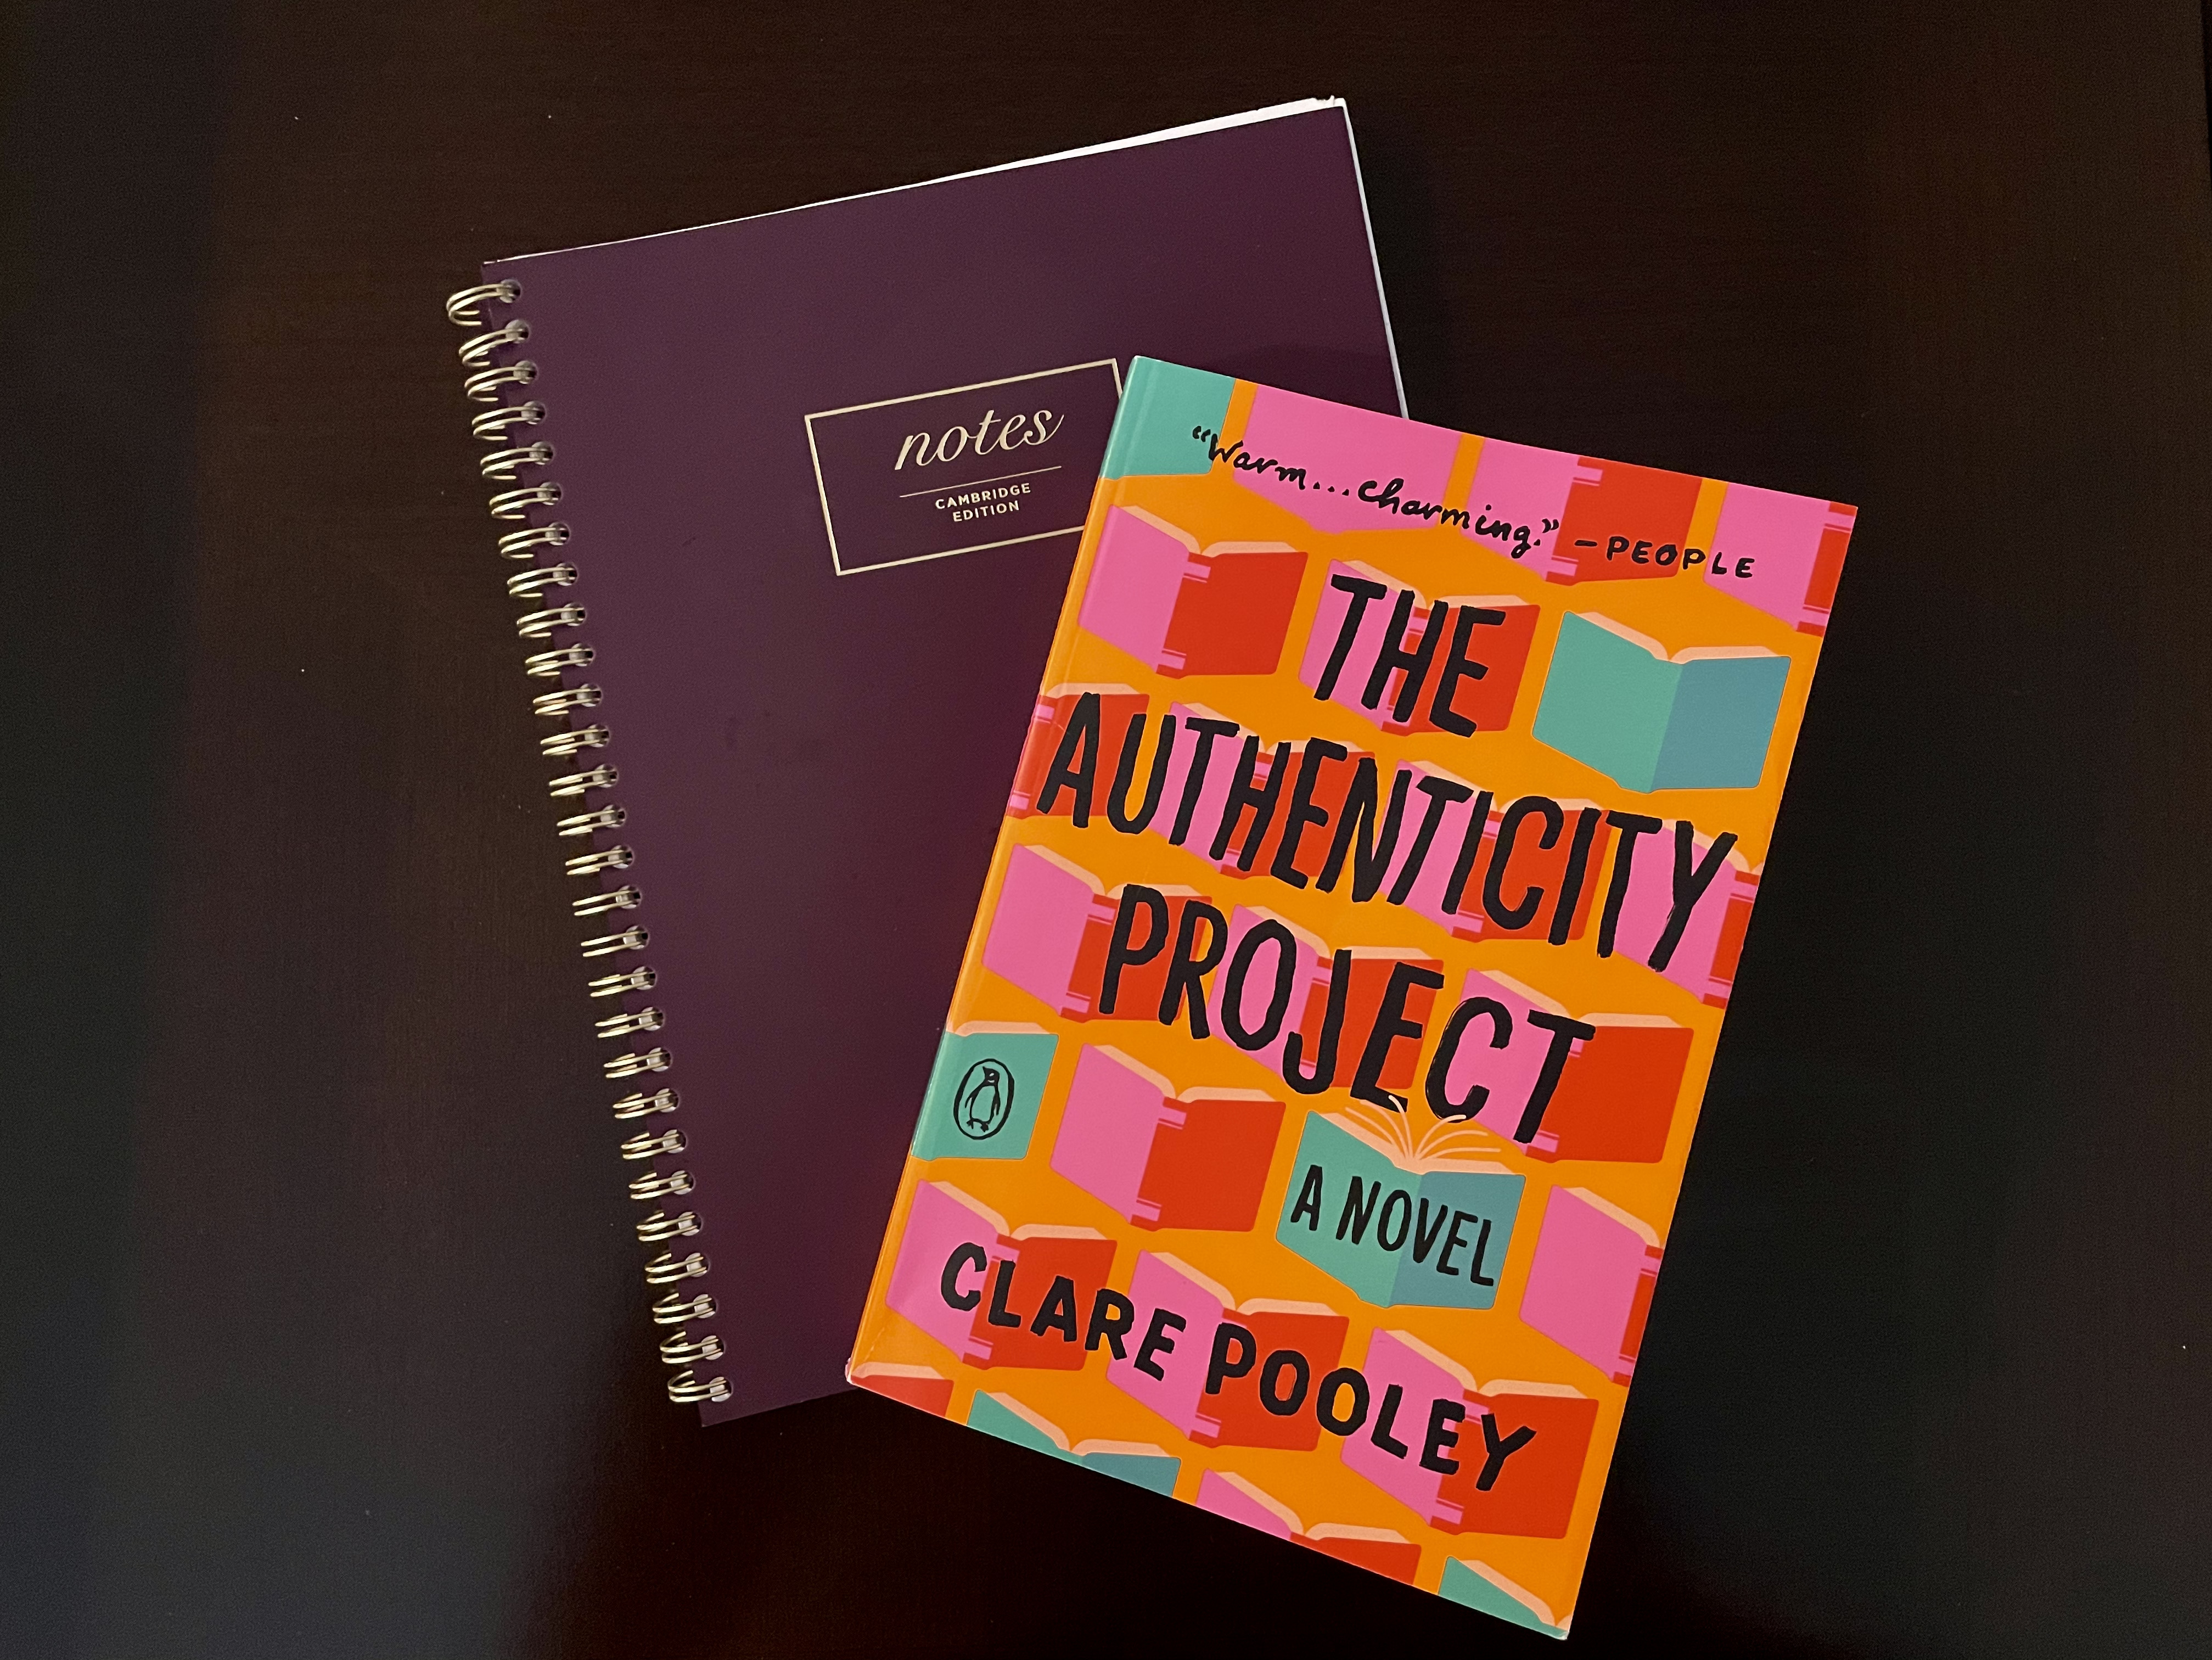 notes
CAMBRIDGE
EDITION
“Warm...charming.” –PEOPLE
THE
AUTHENTICITY
PROJECT
A NOVEL
CLARE POOLEY